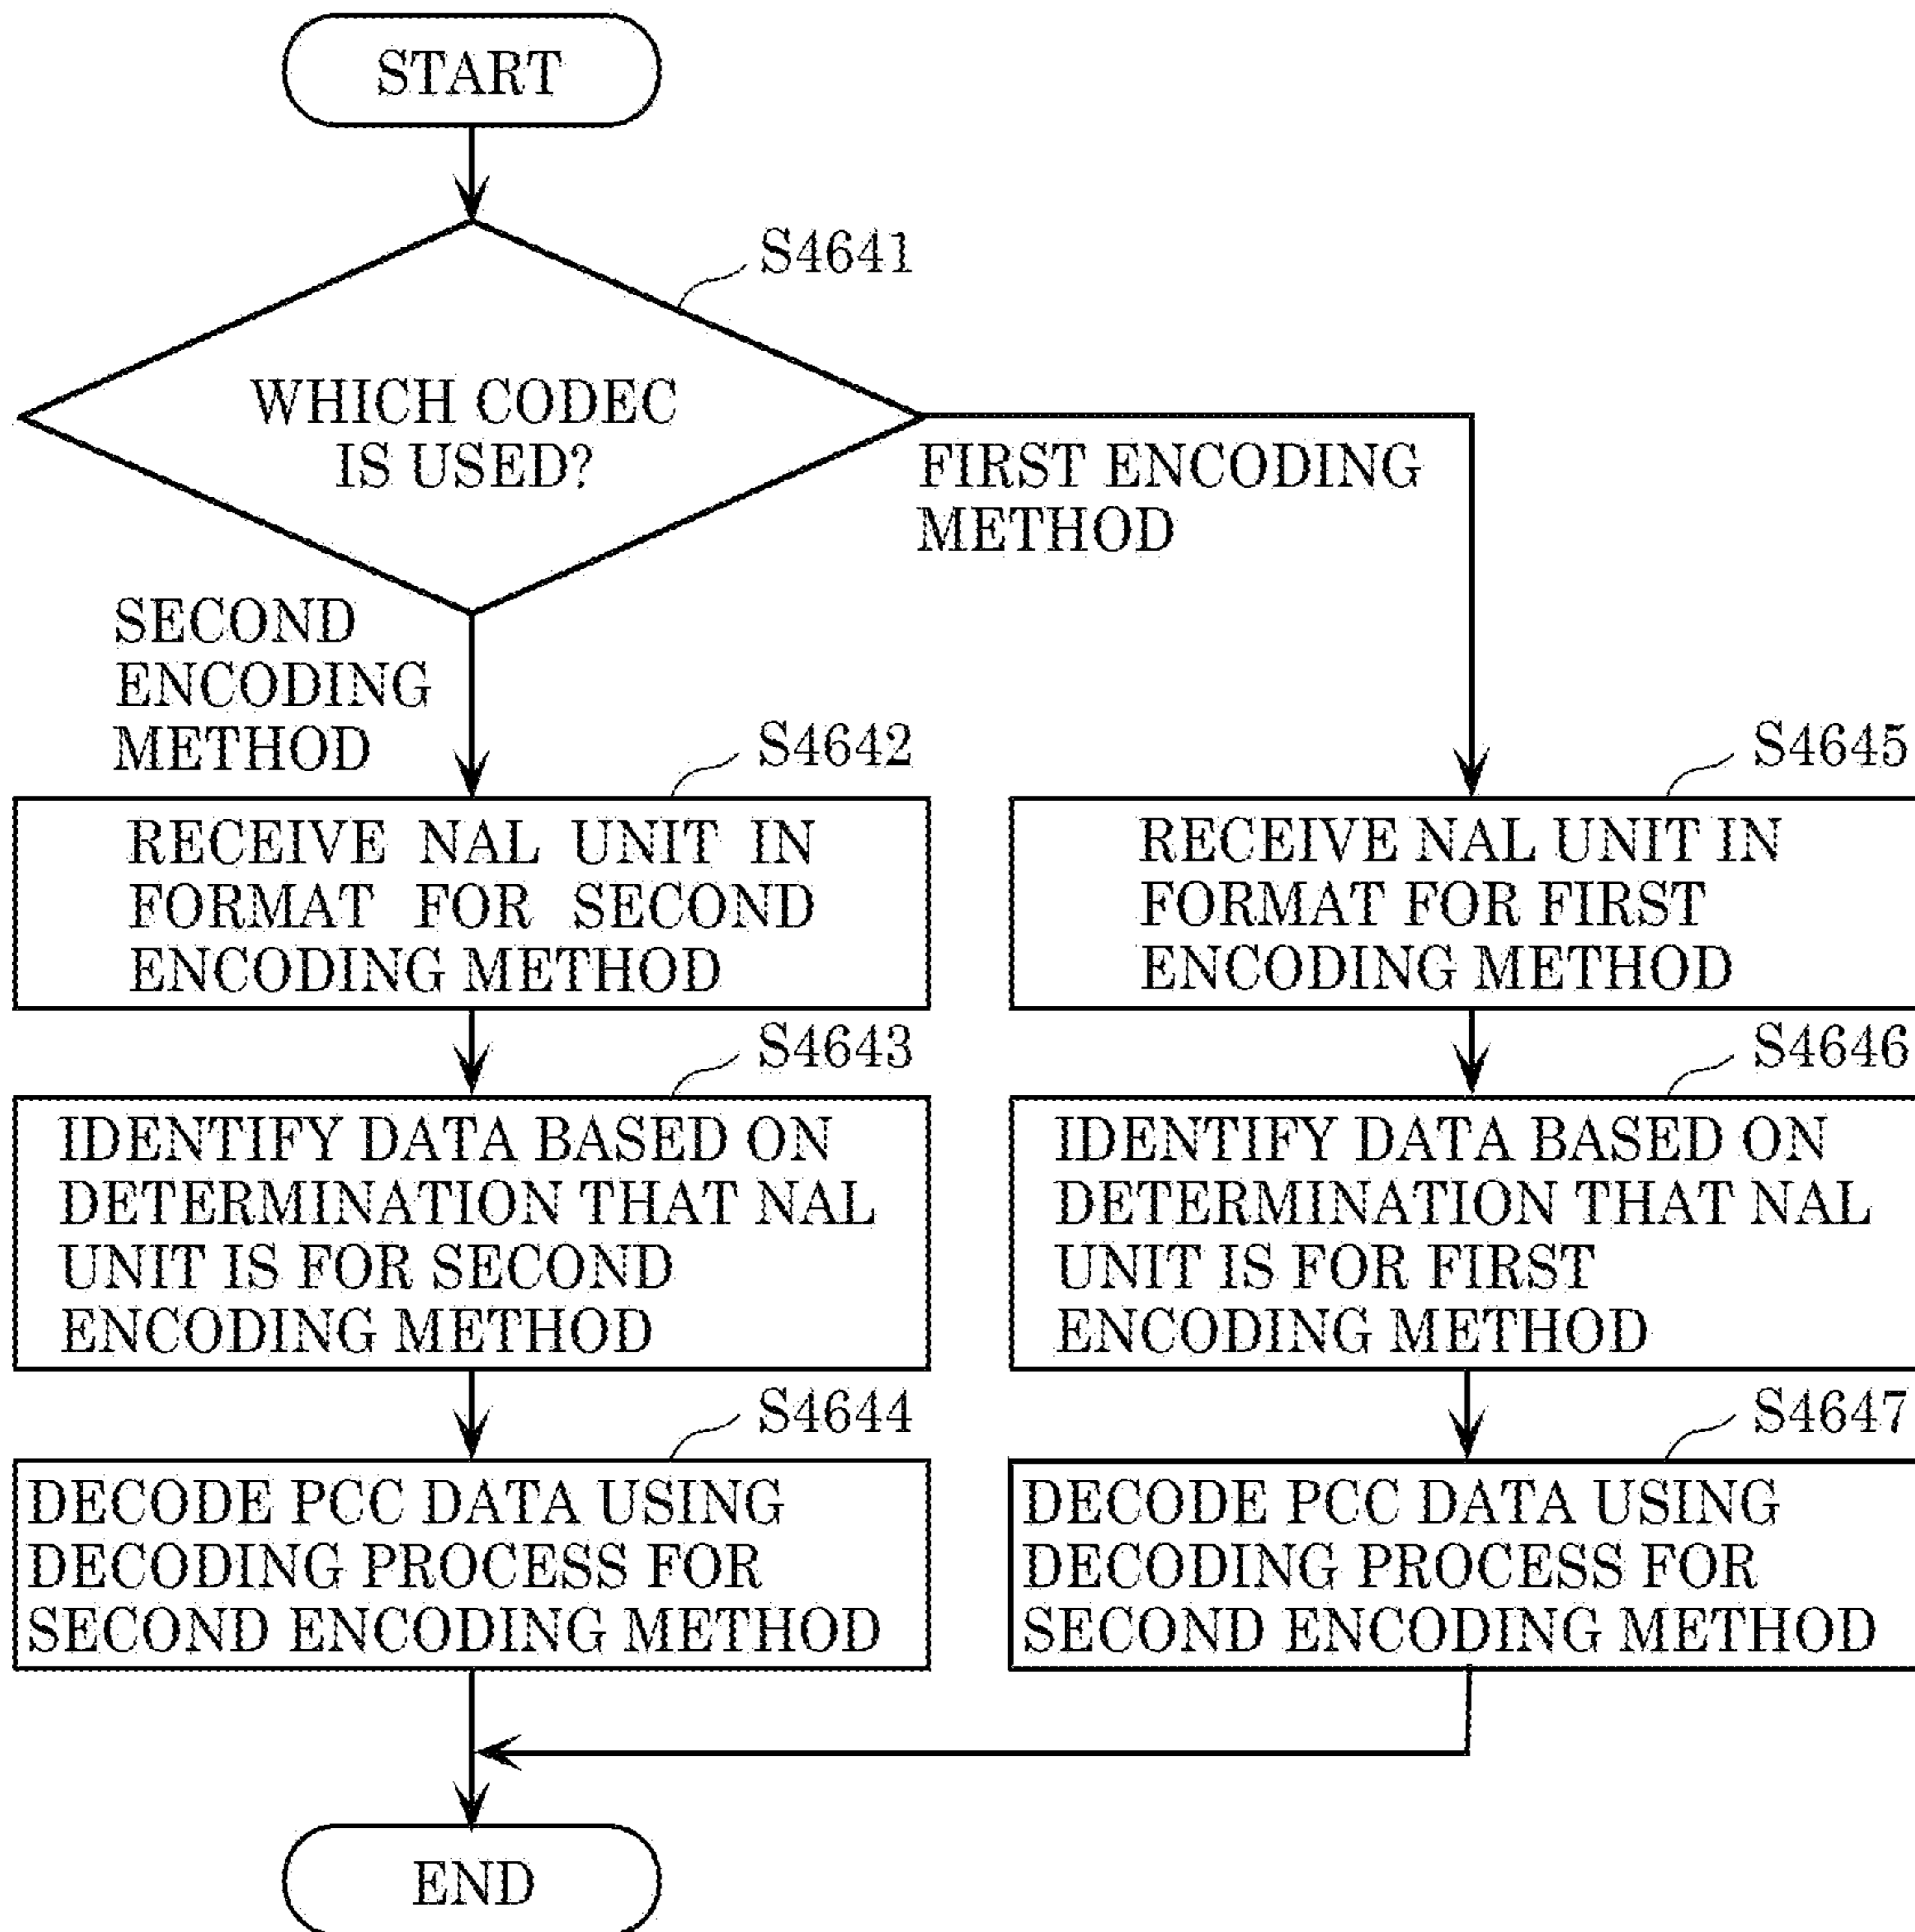 START
S4641
WHICH CODEC
IS USED?
FIRST ENCODING
METHOD
SECOND
ENCODING
METHOD
S4642
RECEIVE NAL UNIT IN
FORMAT FOR SECOND
ENCODING METHOD
S4643
IDENTIFY DATA BASED ON
DETERMINATION THAT NAL
UNIT IS FOR SECOND
ENCODING METHOD
S4644
DECODE PCC DATA USING
DECODING PROCESS FOR
SECOND ENCODING METHOD
S4645
RECEIVE NAL UNIT IN
FORMAT FOR FIRST
ENCODING METHOD
S4646
IDENTIFY DATA BASED ON
DETERMINATION THAT NAL
UNIT IS FOR FIRST
ENCODING METHOD
S4647
DECODE PCC DATA USING
DECODING PROCESS FOR
SECOND ENCODING METHOD
END